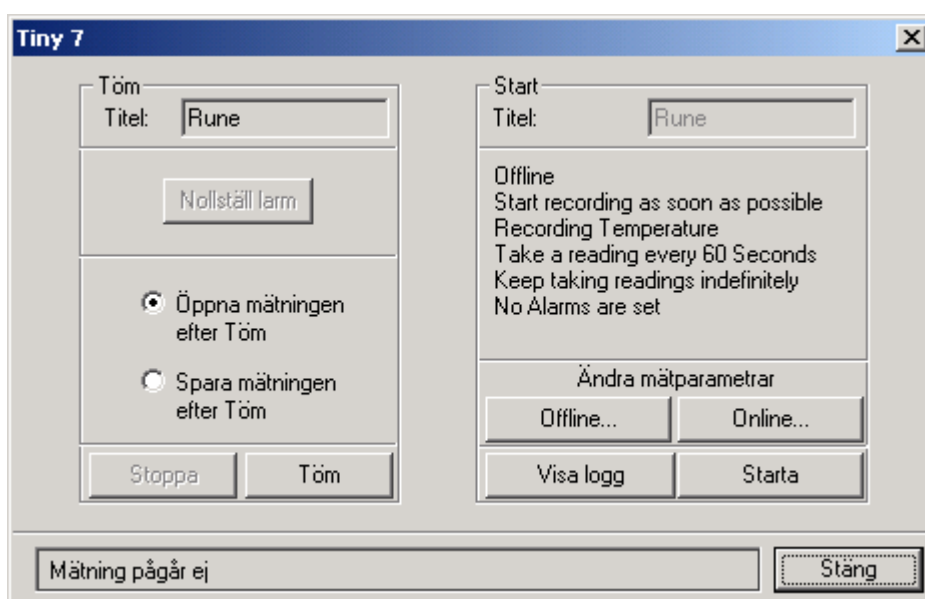 Tiny 7
Töm
Titel: Rune
Nollställ larm
Öppna mätningen
efter Töm
Spara mätningen
efter Töm
Stoppa Töm
Start
Titel: Rune
Offline
Start recording as soon as possible
Recording Temperature
Take a reading every 60 Seconds
Keep taking readings indefinitely
No Alarms are set
Ändra mätparametrar
Offline... Online...
Visa logg Starta
Mätning pågår ej
Stäng